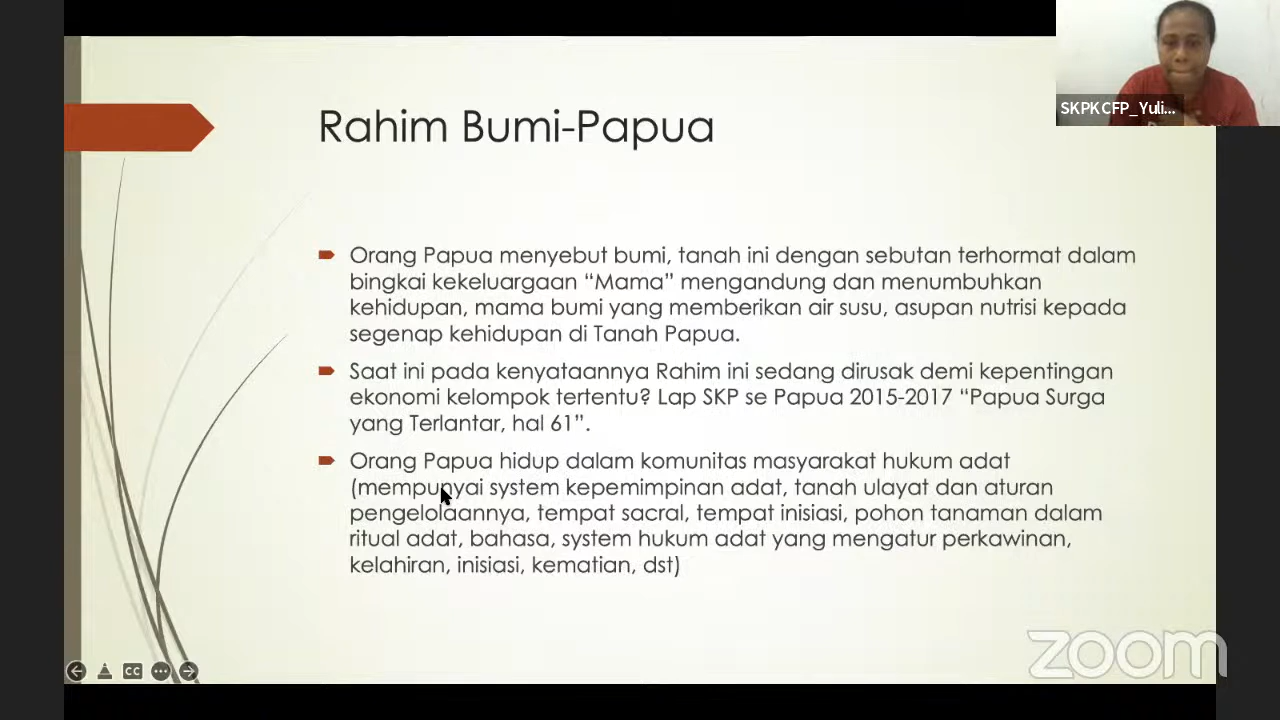 SKPKCFP_Yuli...
Rahim Bumi-Papua
Orang Papua menyebut bumi, tanah ini dengan sebutan terhormat dalam
bingkai kekeluargaan “Mama” mengandung dan menumbuhkan
kehidupan, mama bumi yang memberikan air susu, asupan nutrisi kepada
segenap kehidupan di Tanah Papua.
Saat ini pada kenyataannya Rahim ini sedang dirusak demi kepentingan
ekonomi kelompok tertentu? Lap SKP se Papua 2015-2017 “Papua Surga
yang Terlantar, hal 61”.
Orang Papua hidup dalam komunitas masyarakat hukum adat
(mempunyai system kepemimpinan adat, tanah ulayat dan aturan
pengelolaannya, tempat sacral, tempat inisiasi, pohon tanaman dalam
ritual adat, bahasa, system hukum adat yang mengatur perkawinan,
kelahiran, inisiasi, kematian, dst)
CC
zoom